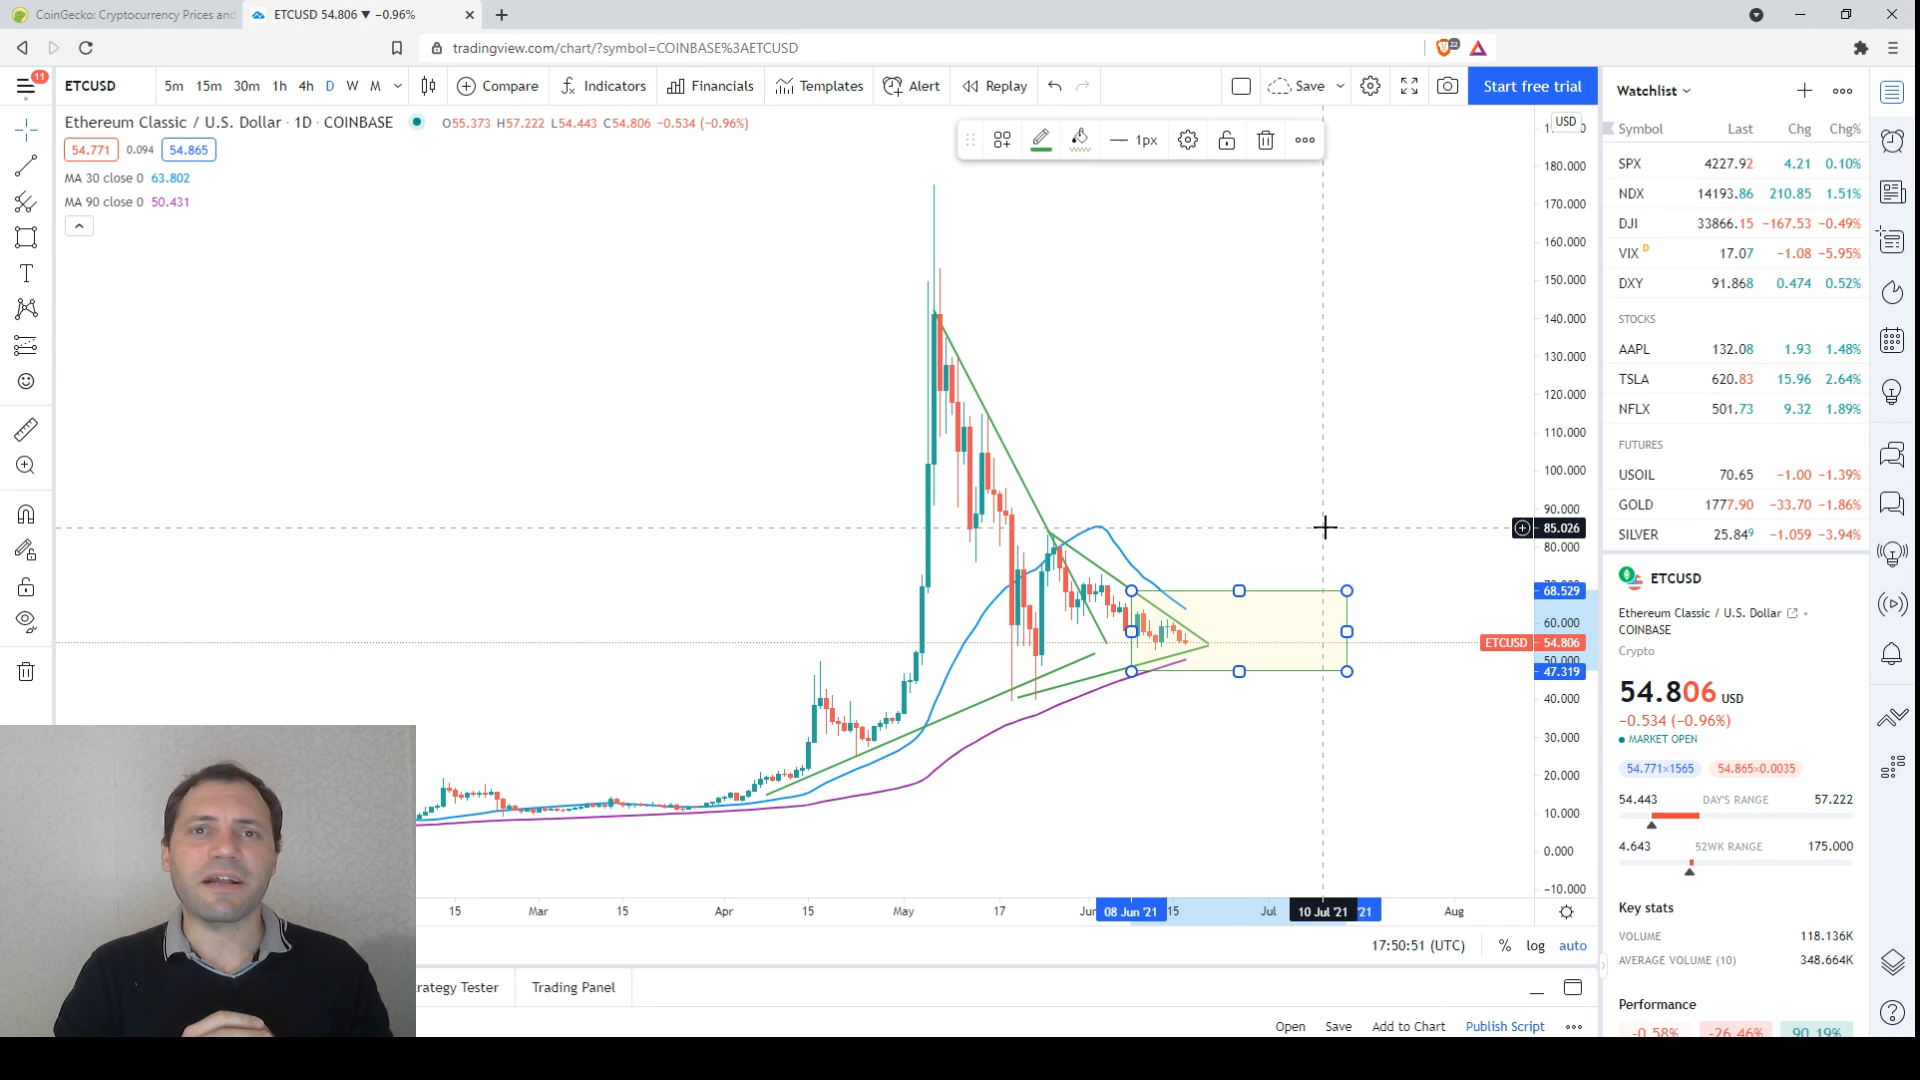 CoinGecko: Cryptocurrency Prices and
ETCUSD 54.806 ▼ −0.96%
tradingview.com/chart/?symbol=COINBASE%3AETCUSD
22
11
ETCUSD 5m 15m 30m 1h 4h D W M Compare Indicators Financials Templates Alert Replay Save Start free trial
Ethereum Classic / U.S. Dollar · 1D · COINBASE O55.373 H57.222 L54.443 C54.806 −0.534 (−0.96%)
54.771 0.094 54.865
MA 30 close 0 63.802
MA 90 close 0 50.431
1px
USD
180.000
170.000
160.000
150.000
140.000
130.000
120.000
110.000
100.000
90.000
85.026
80.000
68.529
60.000
ETCUSD 54.806
50.000
47.319
40.000
30.000
20.000
10.000
0.000
−10.000
15 Mar 15 Apr 15 May 17 Jun 08 Jun '21 15 Jul 10 Jul '21 '21 Aug
17:50:51 (UTC) % log auto
rategy Tester Trading Panel
Open Save Add to Chart Publish Script
Watchlist
Symbol Last Chg Chg%
SPX 4227.92 4.21 0.10%
NDX 14193.86 210.85 1.51%
DJI 33866.15 −167.53 −0.49%
VIX D 17.07 −1.08 −5.95%
DXY 91.868 0.474 0.52%
STOCKS
AAPL 132.08 1.93 1.48%
TSLA 620.83 15.96 2.64%
NFLX 501.73 9.32 1.89%
FUTURES
USOIL 70.65 −1.00 −1.39%
GOLD 1777.90 −33.70 −1.86%
SILVER 25.849 −1.059 −3.94%
ETCUSD
Ethereum Classic / U.S. Dollar
COINBASE
Crypto
54.806 USD
−0.534 (−0.96%)
MARKET OPEN
54.771×1565 54.865×0.0035
54.443 DAY'S RANGE 57.222
4.643 52WK RANGE 175.000
Key stats
VOLUME 118.136K
AVERAGE VOLUME (10) 348.664K
Performance
-0.58% -26.46% 90.19%